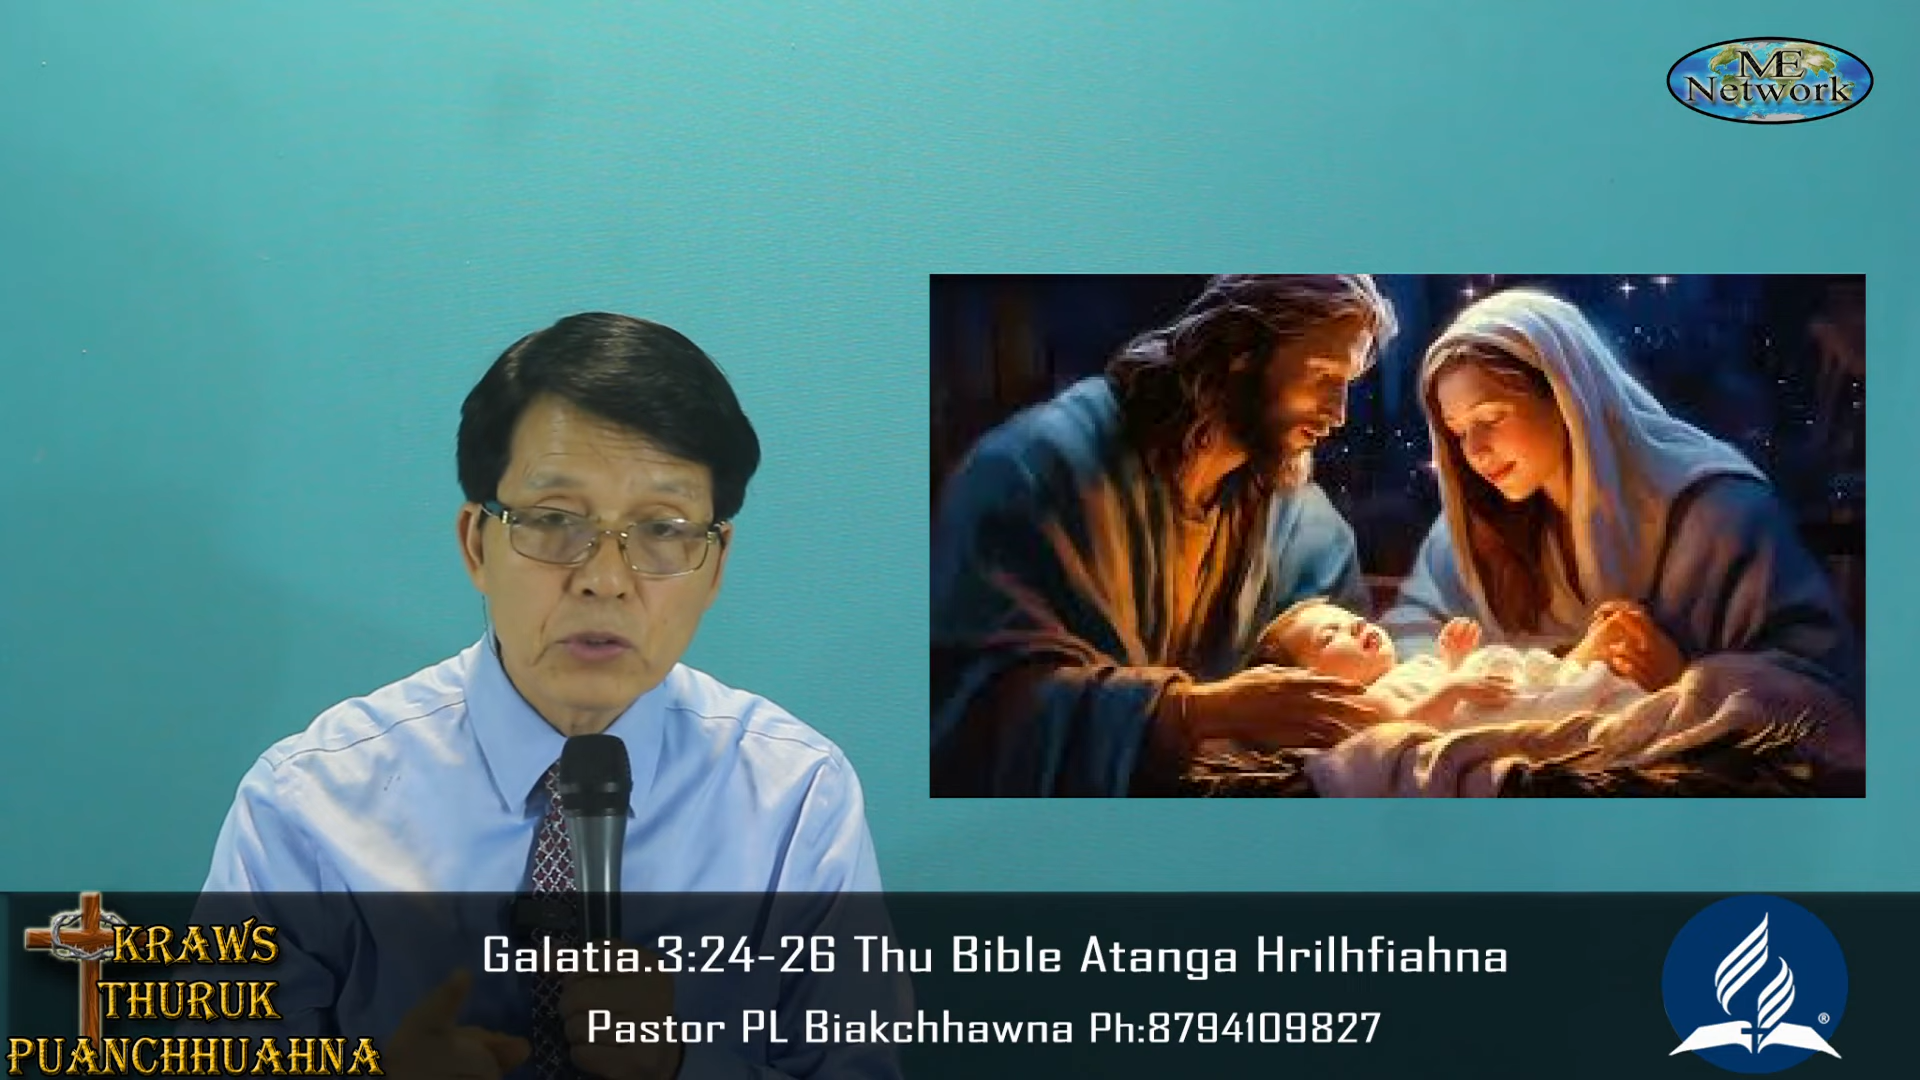 ME
Network
KRAWS
THURUK
PUANCHHUAHNA
Galatia.3:24-26 Thu Bible Atanga Hrilhfiahna
Pastor PL Biakchhawna Ph:8794109827
®